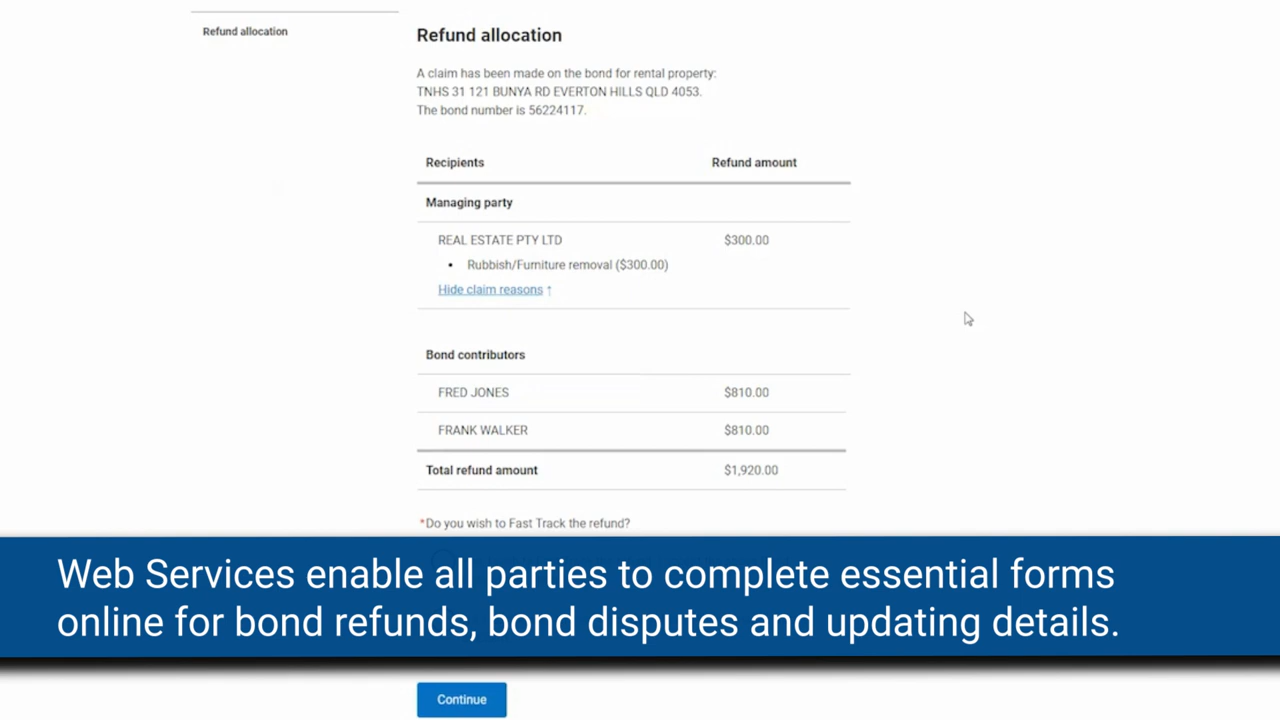 Refund allocation
Refund allocation
A claim has been made on the bond for rental property:
TNHS 31 121 BUNYA RD EVERTON HILLS QLD 4053.
The bond number is 56224117.
Recipients Refund amount
Managing party
REAL ESTATE PTY LTD $300.00
• Rubbish/Furniture removal ($300.00)
Hide claim reasons ↑
Bond contributors
FRED JONES $810.00
FRANK WALKER $810.00
Total refund amount $1,920.00
*Do you wish to Fast Track the refund?
Web Services enable all parties to complete essential forms
online for bond refunds, bond disputes and updating details.
Continue